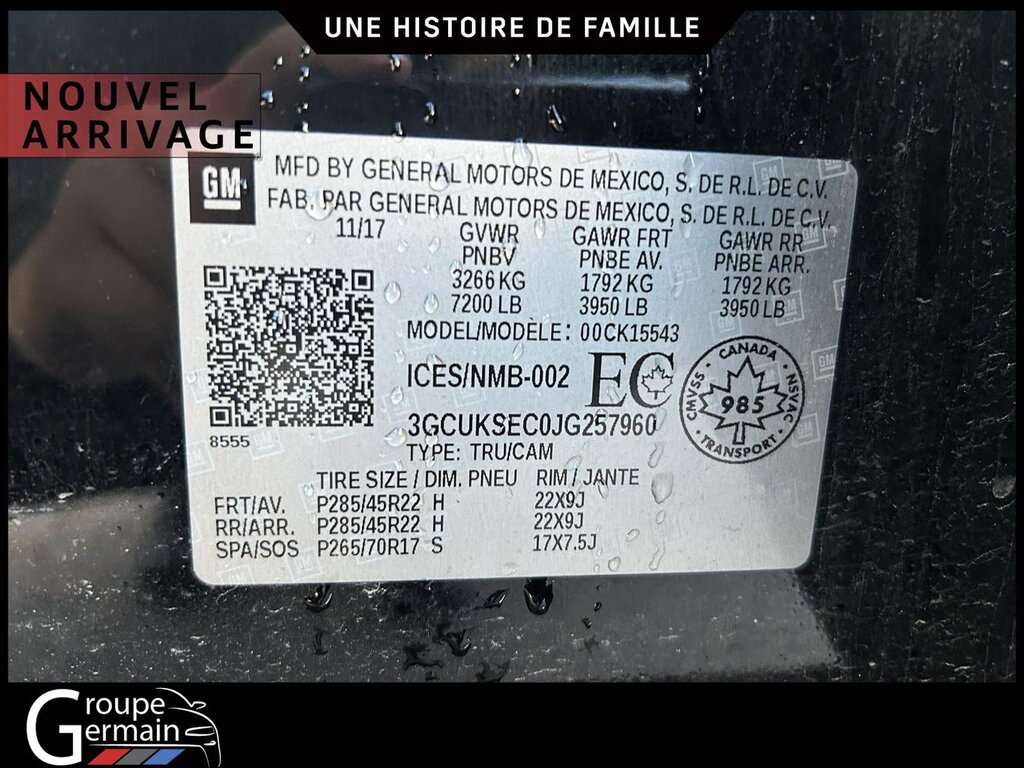 UNE HISTOIRE DE FAMILLE
NOUVEL
ARRIVAGE
GM
MFD BY GENERAL MOTORS DE MEXICO, S. DE R.L. DE C.V.
FAB. PAR GENERAL MOTORS DE MEXICO, S. DE R.L. DE C.V.
11/17 GVWR GAWR FRT GAWR RR
PNBV PNBE AV. PNBE ARR.
3266 KG 1792 KG 1792 KG
7200 LB 3950 LB 3950 LB
MODEL/MODÈLE: 00CK15543
ICES/NMB-002 EC
CANADA
CMVSS 985 NSVAC
TRANSPORT
3GCUKSEC0JG257960
8555
TYPE: TRU/CAM
TIRE SIZE / DIM. PNEU RIM / JANTE
FRT/AV. P285/45R22 H 22X9J
RR/ARR. P285/45R22 H 22X9J
SPA/SOS P265/70R17 S 17X7.5J
Groupe
Germain